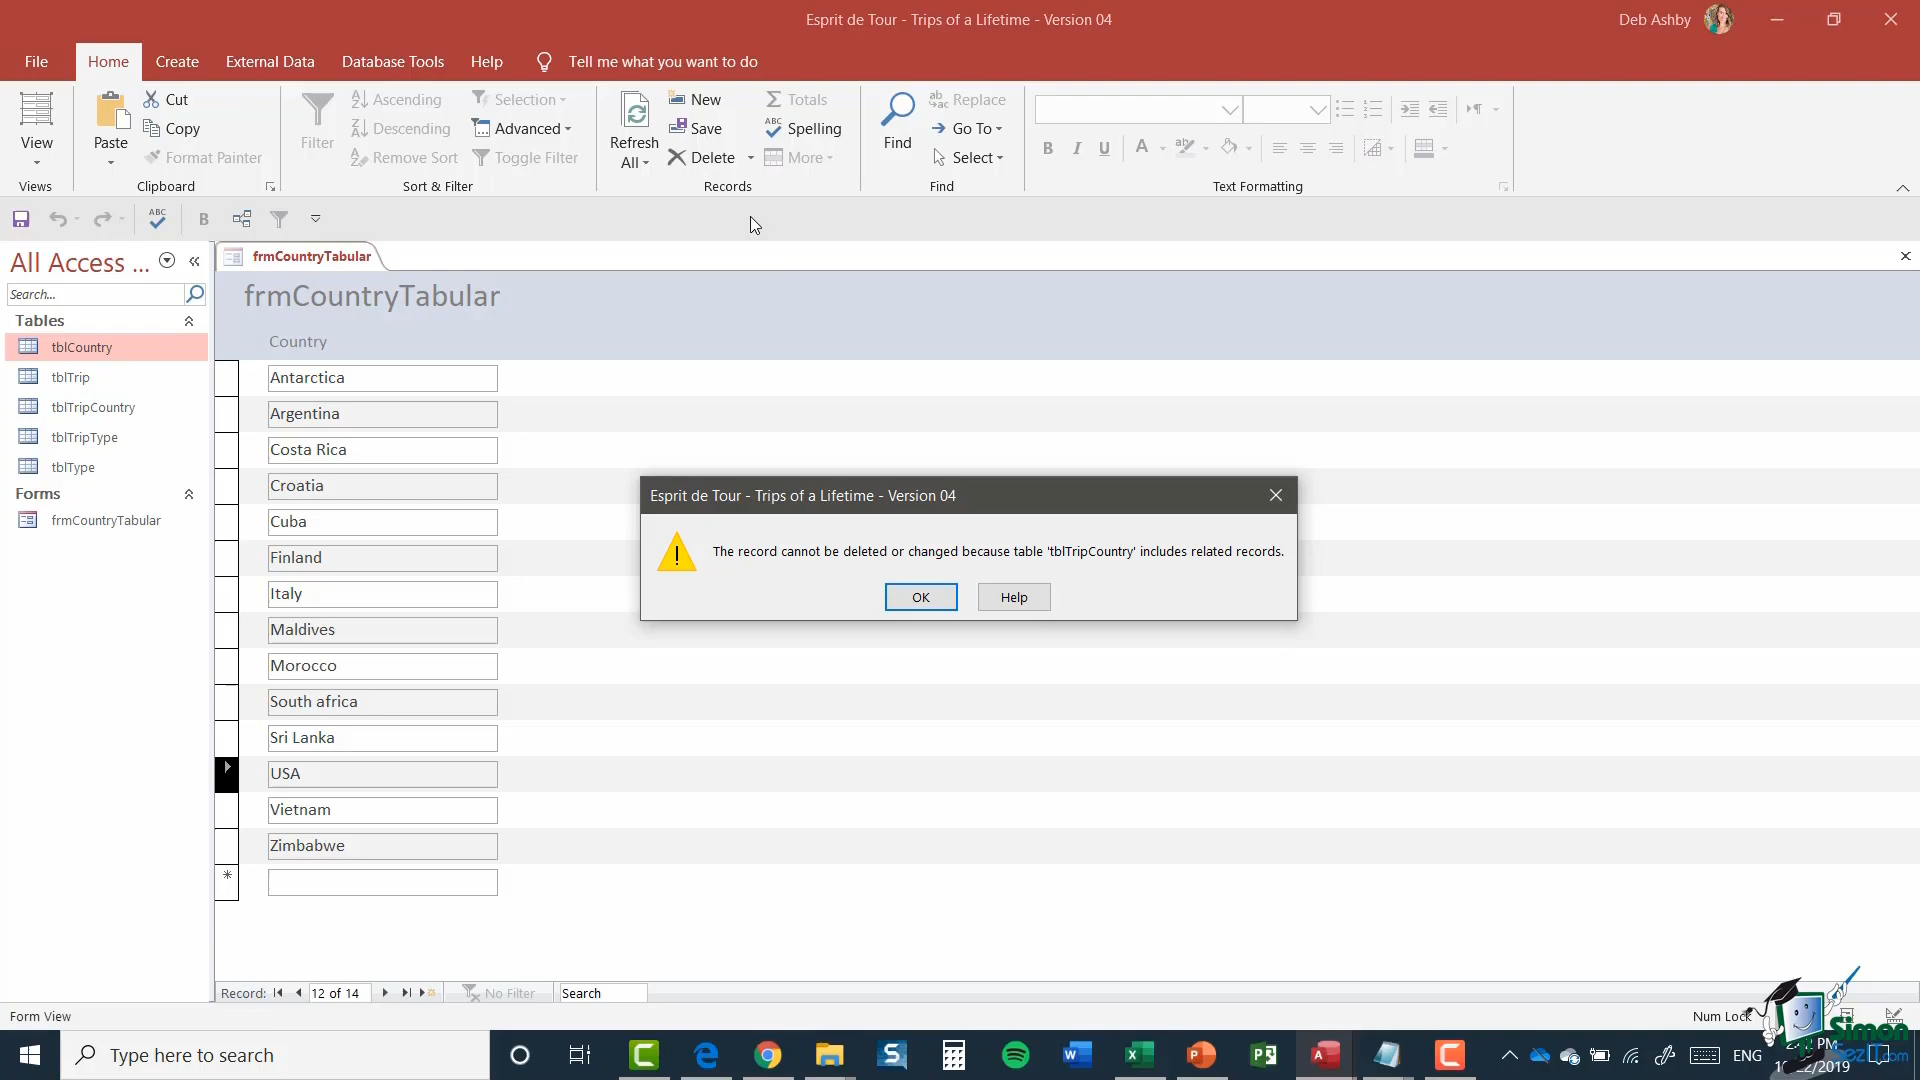 Esprit de Tour - Trips of a Lifetime - Version 04
Deb Ashby
File Home Create External Data Database Tools Help Tell me what you want to do
View
Views
Paste
Cut
Copy
Format Painter
Clipboard
Filter
Ascending
Descending
Remove Sort
Selection
Advanced
Toggle Filter
Sort & Filter
Refresh
All
New
Save
Delete
Totals
Spelling
More
Records
Find
Replace
Go To
Select
Find
B I U A
Text Formatting
ABC B
All Access ...
Search...
Tables
tblCountry
tblTrip
tblTripCountry
tblTripType
tblType
Forms
frmCountryTabular
frmCountryTabular
frmCountryTabular
Country
Antarctica
Argentina
Costa Rica
Croatia
Cuba
Finland
Italy
Maldives
Morocco
South africa
Sri Lanka
USA
Vietnam
Zimbabwe
*
Esprit de Tour - Trips of a Lifetime - Version 04
The record cannot be deleted or changed because table 'tblTripCountry' includes related records.
OK Help
Record: 12 of 14 No Filter Search
Form View
Num Lock
Type here to search
ENG
Simon
SezIT.com